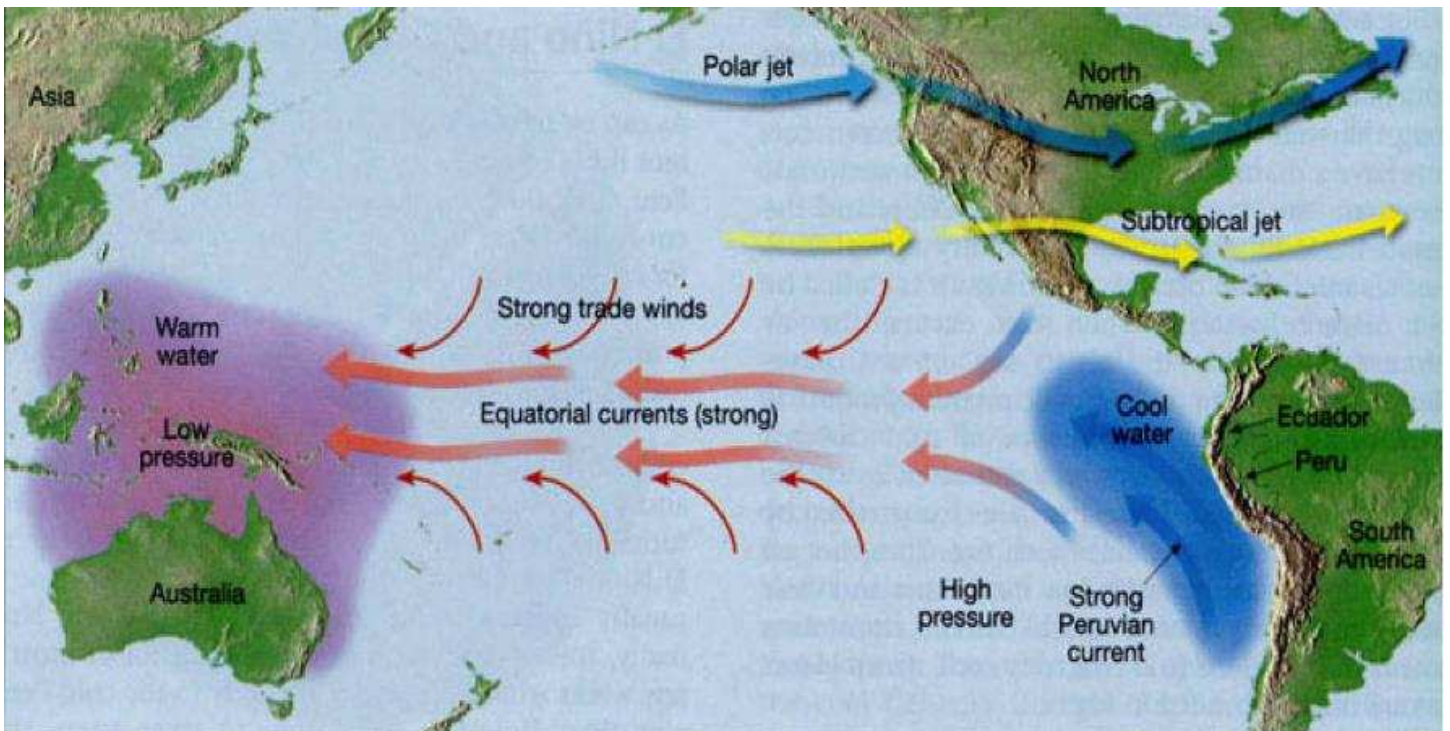 Polar jet
North
America
Asia
Subtropical jet
Strong trade winds
Warm
water
Equatorial currents (strong)
Cool
water
Ecuador
Low
pressure
Peru
South
America
Australia
High
pressure
Strong
Peruvian
current